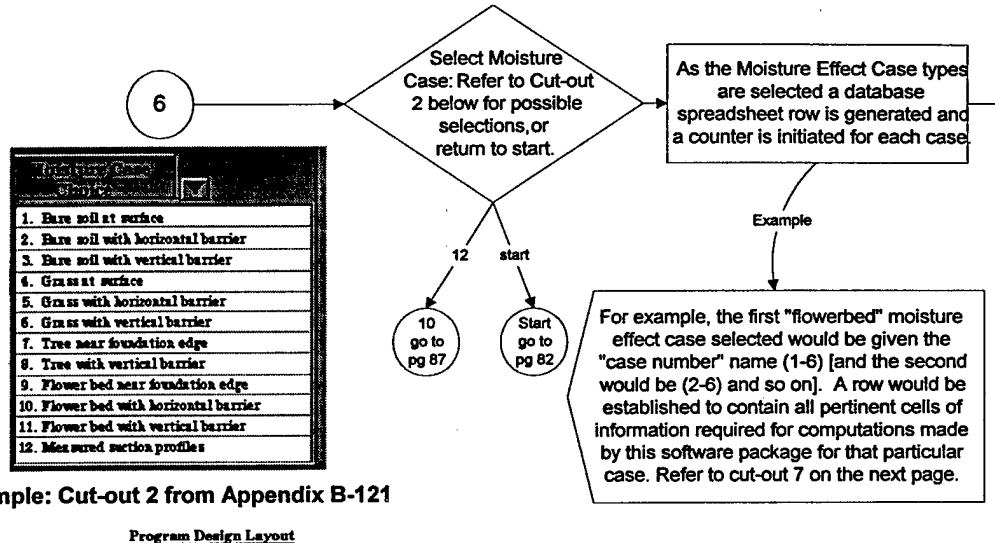 6
Select Moisture
Case: Refer to Cut-out
2 below for possible
selections, or
return to start.
As the Moisture Effect Case types
are selected a database
spreadsheet row is generated and
a counter is initiated for each case.
Moisture Case
Choice
1. Bare soil at surface
2. Bare soil with horizontal barrier
3. Bare soil with vertical barrier
4. Grass at surface
5. Grass with horizontal barrier
6. Grass with vertical barrier
7. Tree near foundation edge
8. Tree with vertical barrier
9. Flower bed near foundation edge
10. Flower bed with horizontal barrier
11. Flower bed with vertical barrier
12. Measured suction profiles
12
start
Example
10
go to
pg 87
Start
go to
pg 82
For example, the first "flowerbed" moisture
effect case selected would be given the
"case number" name (1-6) [and the second
would be (2-6) and so on]. A row would be
established to contain all pertinent cells of
information required for computations made
by this software package for that particular
case. Refer to cut-out 7 on the next page.
mple: Cut-out 2 from Appendix B-121
Program Design Layout